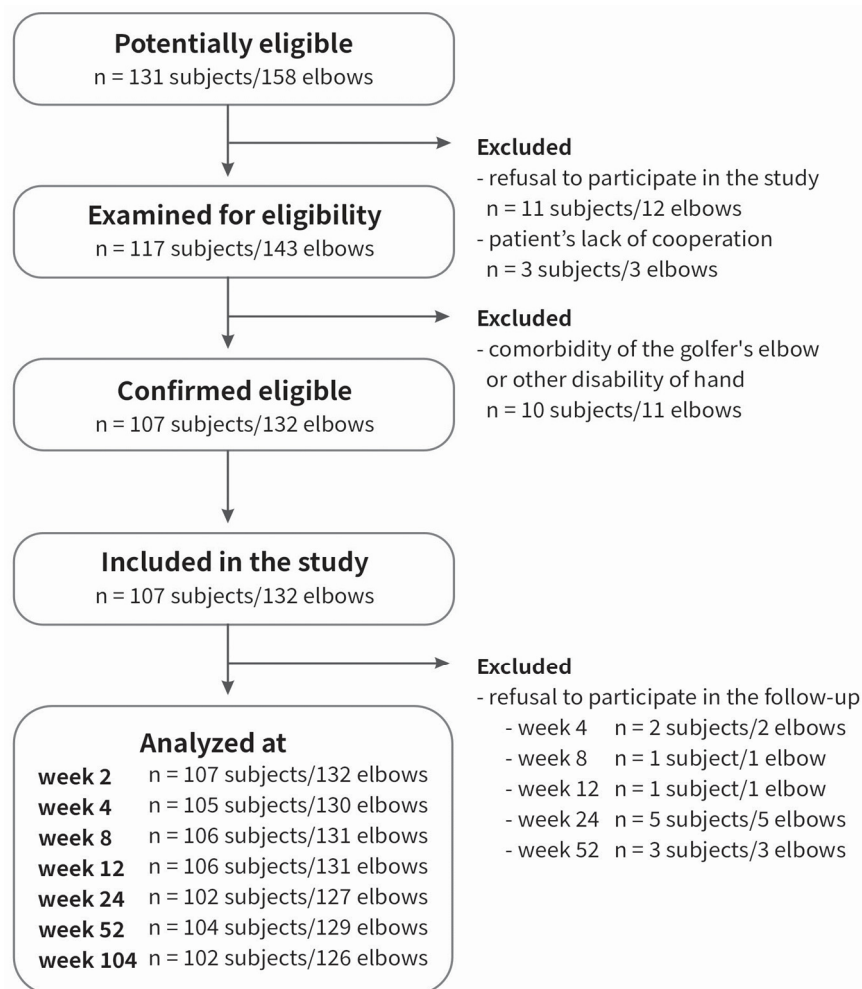 Potentially eligible
n = 131 subjects/158 elbows
Excluded
- refusal to participate in the study
n = 11 subjects/12 elbows
- patient’s lack of cooperation
n = 3 subjects/3 elbows
Examined for eligibility
n = 117 subjects/143 elbows
Excluded
- comorbidity of the golfer's elbow
or other disability of hand
n = 10 subjects/11 elbows
Confirmed eligible
n = 107 subjects/132 elbows
Included in the study
n = 107 subjects/132 elbows
Excluded
- refusal to participate in the follow-up
- week 4 n = 2 subjects/2 elbows
- week 8 n = 1 subject/1 elbow
- week 12 n = 1 subject/1 elbow
- week 24 n = 5 subjects/5 elbows
- week 52 n = 3 subjects/3 elbows
Analyzed at
week 2 n = 107 subjects/132 elbows
week 4 n = 105 subjects/130 elbows
week 8 n = 106 subjects/131 elbows
week 12 n = 106 subjects/131 elbows
week 24 n = 102 subjects/127 elbows
week 52 n = 104 subjects/129 elbows
week 104 n = 102 subjects/126 elbows